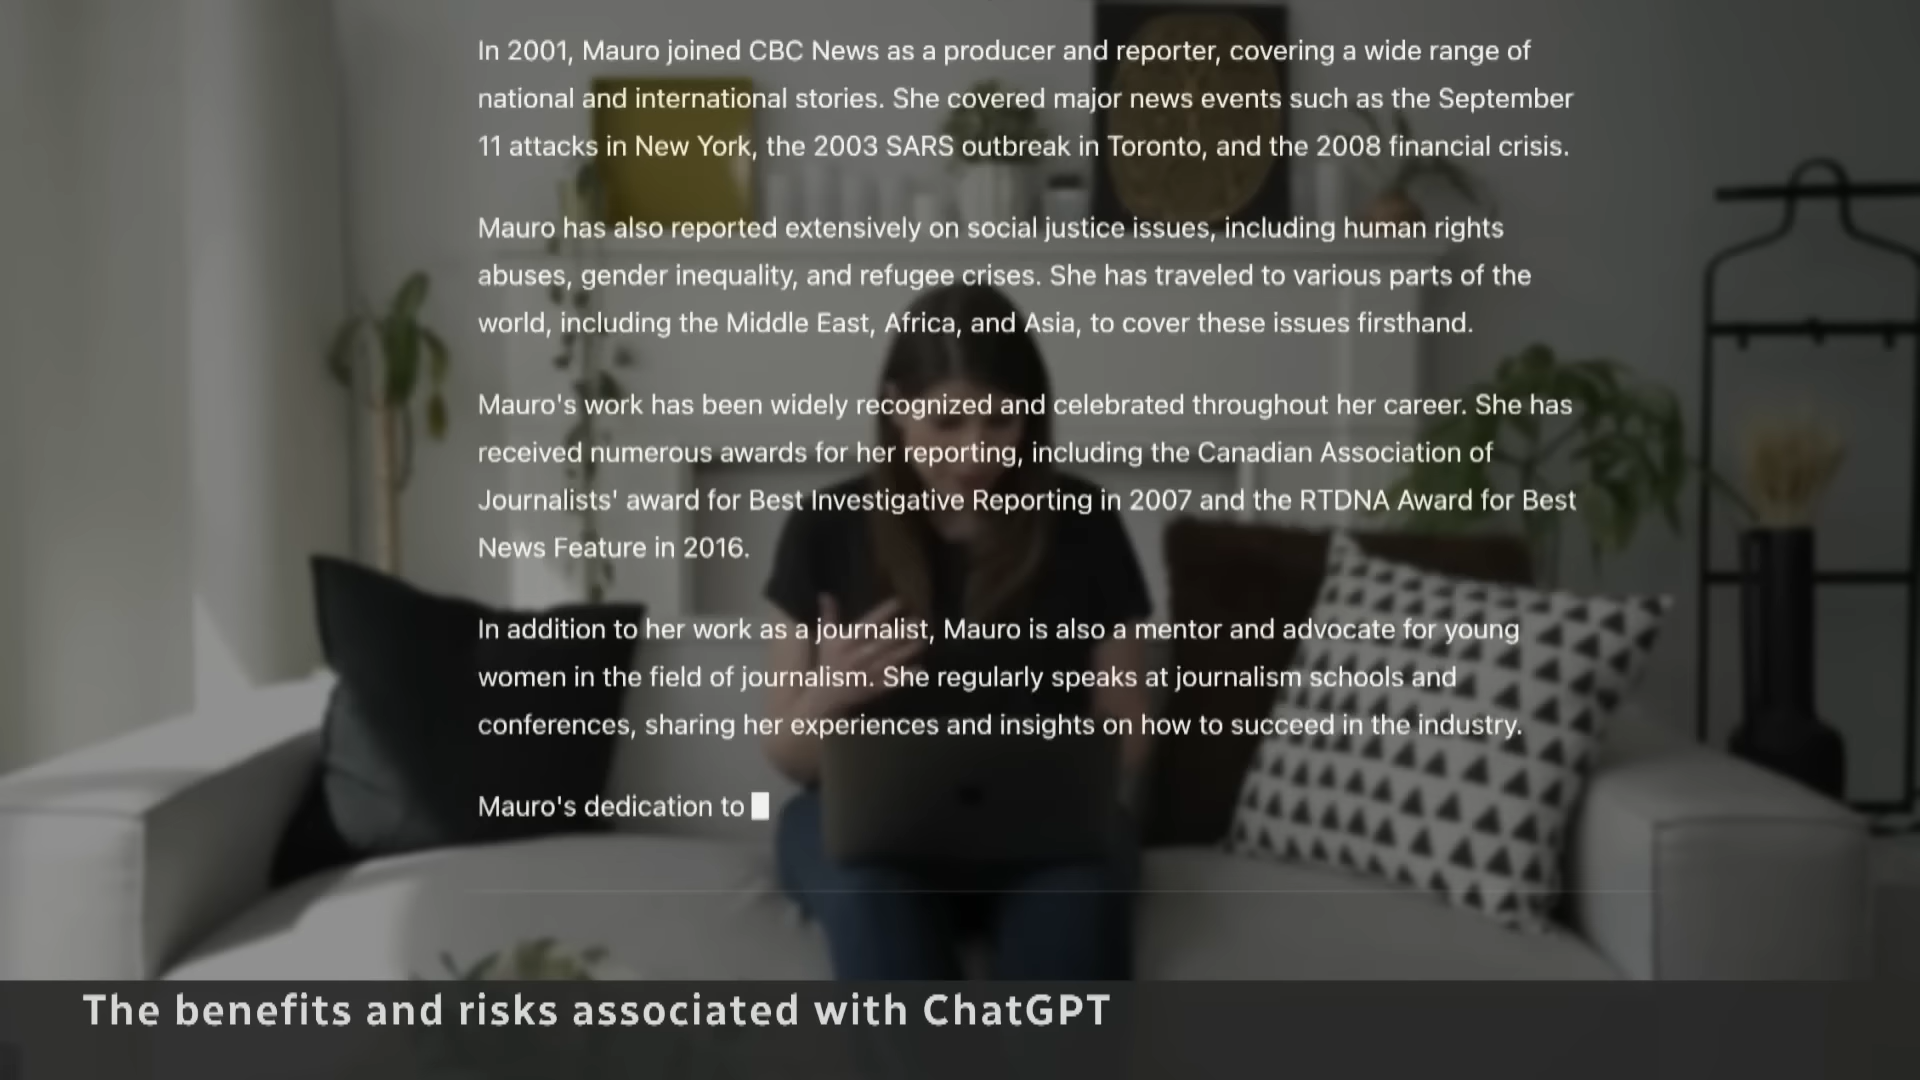 In 2001, Mauro joined CBC News as a producer and reporter, covering a wide range of
national and international stories. She covered major news events such as the September
11 attacks in New York, the 2003 SARS outbreak in Toronto, and the 2008 financial crisis.
Mauro has also reported extensively on social justice issues, including human rights
abuses, gender inequality, and refugee crises. She has traveled to various parts of the
world, including the Middle East, Africa, and Asia, to cover these issues firsthand.
Mauro's work has been widely recognized and celebrated throughout her career. She has
received numerous awards for her reporting, including the Canadian Association of
Journalists' award for Best Investigative Reporting in 2007 and the RTDNA Award for Best
News Feature in 2016.
In addition to her work as a journalist, Mauro is also a mentor and advocate for young
women in the field of journalism. She regularly speaks at journalism schools and
conferences, sharing her experiences and insights on how to succeed in the industry.
Mauro's dedication to
The benefits and risks associated with ChatGPT